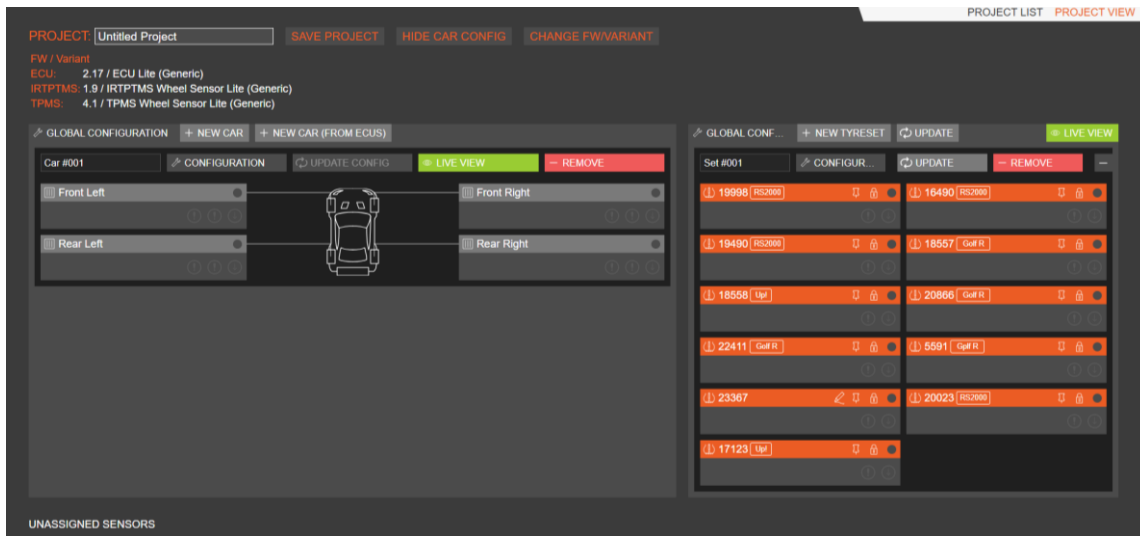 PROJECT LIST PROJECT VIEW
PROJECT: Untitled Project SAVE PROJECT HIDE CAR CONFIG CHANGE FW/VARIANT
FW / Variant
ECU: 2.17 / ECU Lite (Generic)
IRTPTMS: 1.9 / IRTPTMS Wheel Sensor Lite (Generic)
TPMS: 4.1 / TPMS Wheel Sensor Lite (Generic)
GLOBAL CONFIGURATION + NEW CAR + NEW CAR (FROM ECUS)
Car #001 CONFIGURATION UPDATE CONFIG LIVE VIEW − REMOVE
Front Left Front Right
Rear Left Rear Right
GLOBAL CONF... + NEW TYRESET UPDATE LIVE VIEW
Set #001 CONFIGUR... UPDATE − REMOVE −
19998 RS2000 16490 RS2000
19490 RS2000 18557 Golf R
18558 Up! 20866 Golf R
22411 Golf R 5591 Golf R
23367 20023 RS2000
17123 Up!
UNASSIGNED SENSORS